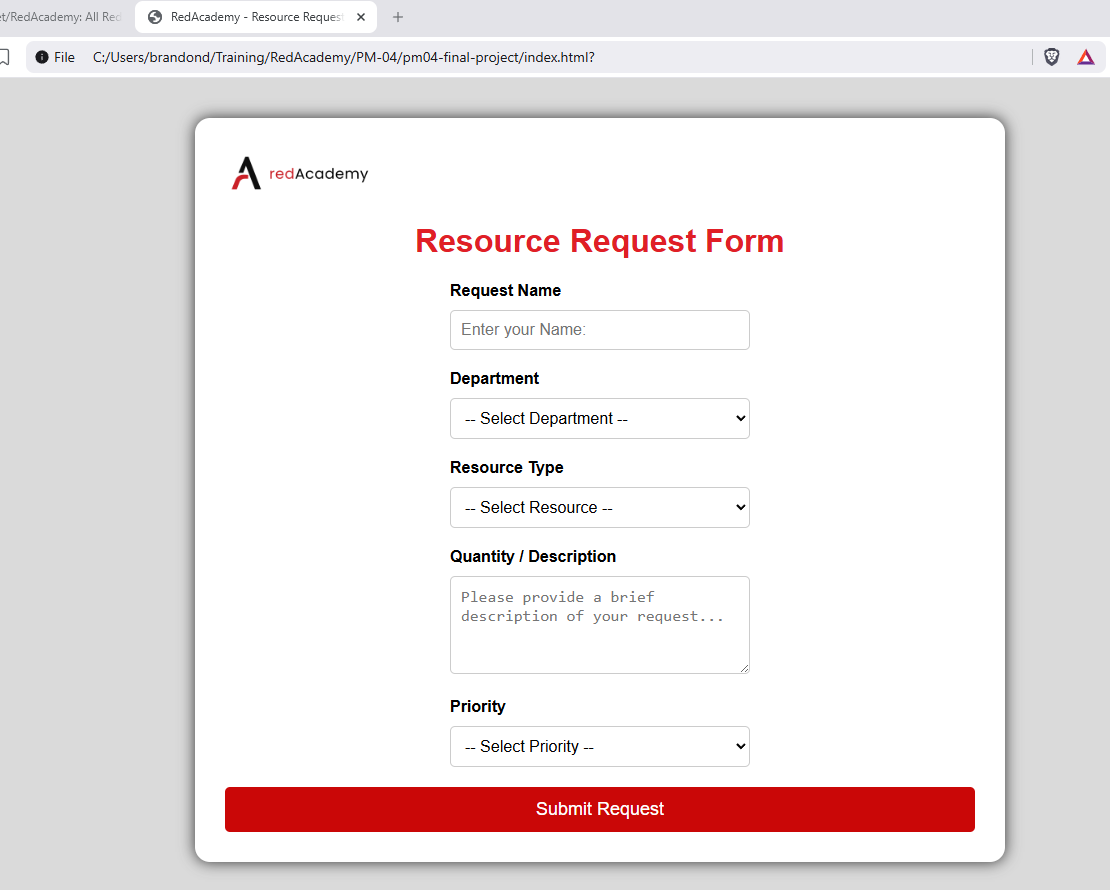 et/RedAcademy: All Red
RedAcademy - Resource Request
File C:/Users/brandond/Training/RedAcademy/PM-04/pm04-final-project/index.html?
redAcademy
Resource Request Form
Request Name
Enter your Name:
Department
-- Select Department --
Resource Type
-- Select Resource --
Quantity / Description
Please provide a brief
description of your request...
Priority
-- Select Priority --
Submit Request